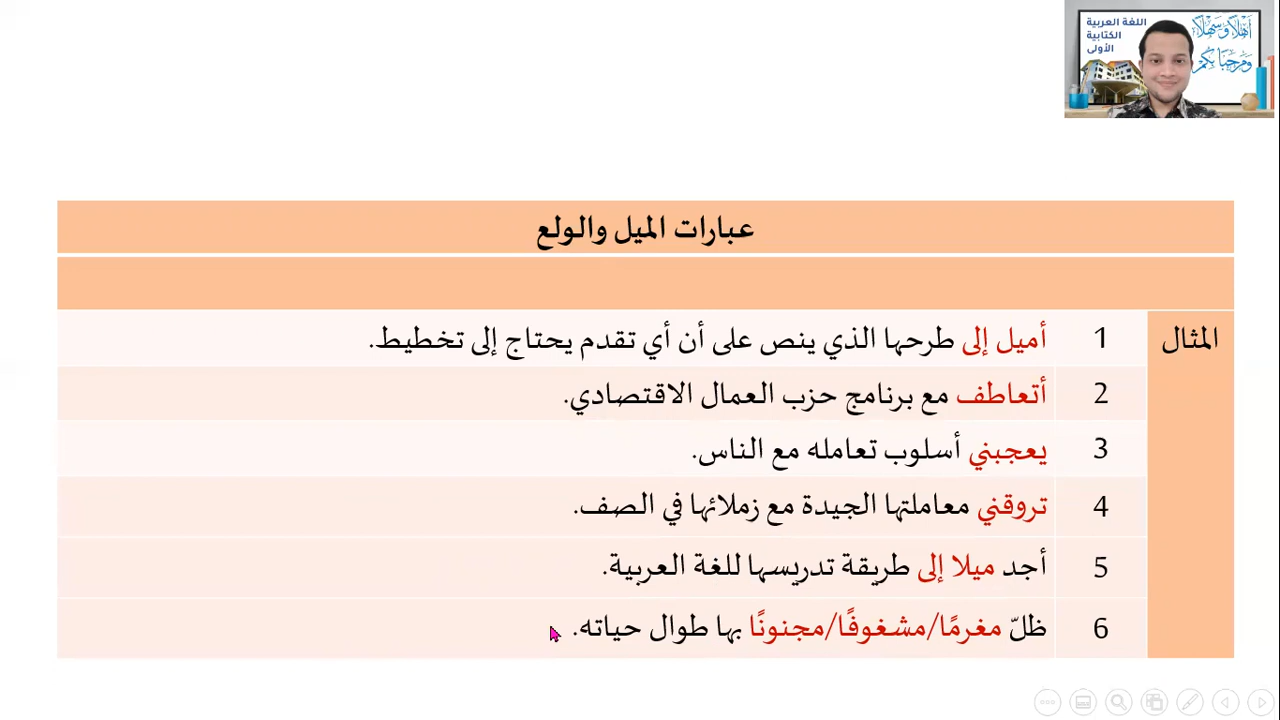 اللغة العربية
الكتابية
الأولى
أهلا وسهلا
ومرحبا بكم
عبارات الميل والولع
المثال
1 أميل إلى طرحها الذي ينص على أن أي تقدم يحتاج إلى تخطيط.
2 أتعاطف مع برنامج حزب العمال الاقتصادي.
3 يعجبني أسلوب تعامله مع الناس.
4 تروقني معاملتها الجيدة مع زملائها في الصف.
5 أجد ميلا إلى طريقة تدريسها للغة العربية.
6 ظلّ مغرمًا/مشغوفًا/مجنونًا بها طوال حياته.